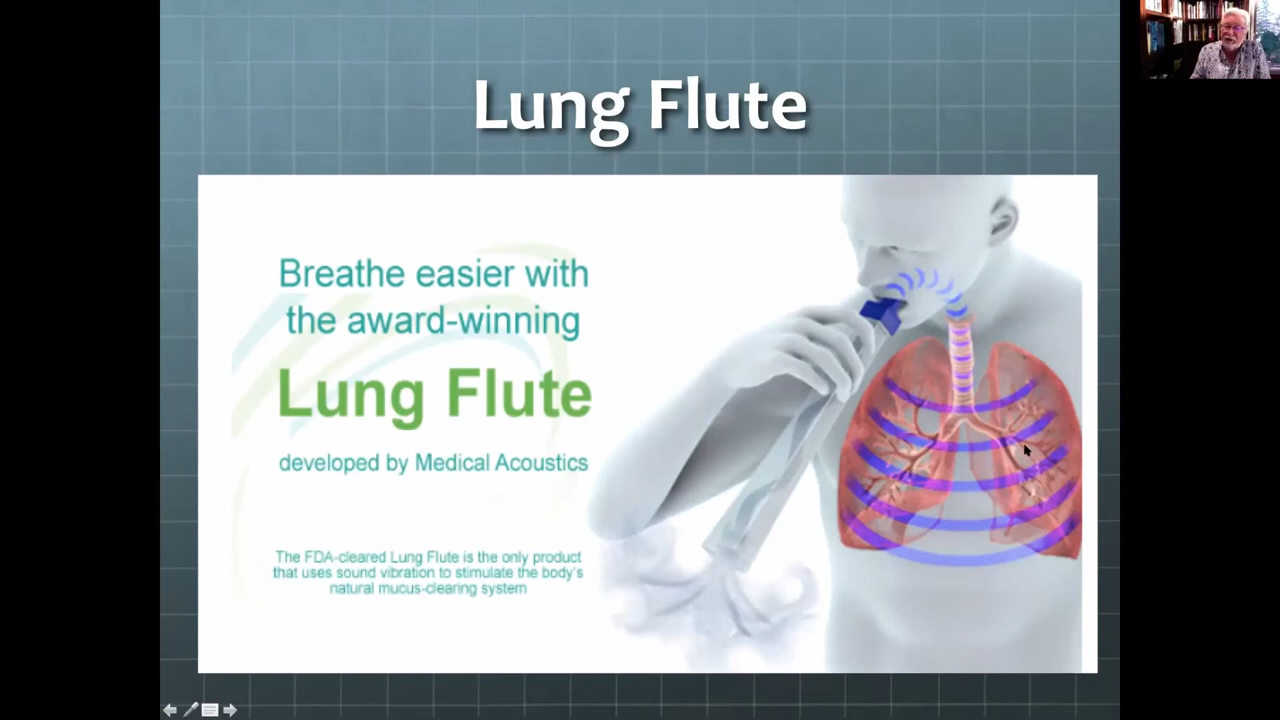 Lung Flute
Breathe easier with
the award-winning
Lung Flute
developed by Medical Acoustics
The FDA-cleared Lung Flute is the only product
that uses sound vibration to stimulate the body's
natural mucus-clearing system